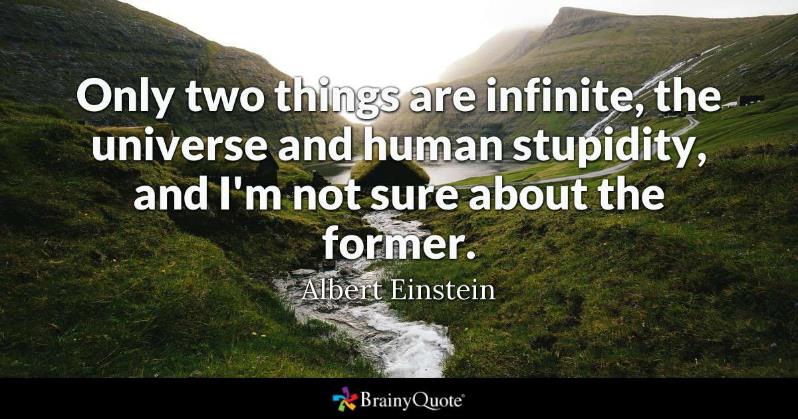 Only two things are infinite, the
universe and human stupidity,
and I'm not sure about the
former.
Albert Einstein
BrainyQuote®